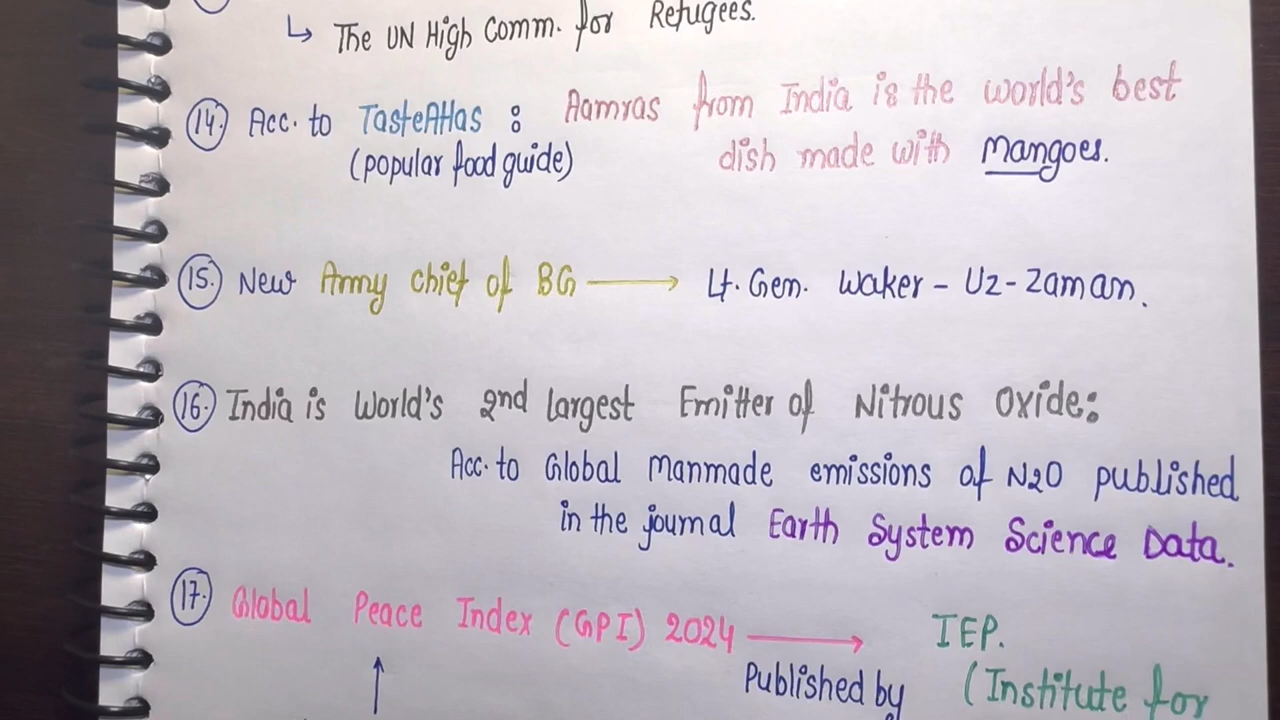 ↳ The UN High Comm. for Refugees.
14. Acc. to TasteAtlas : Aamras from India is the world's best
(popular food guide) dish made with Mangoes.
15. New Army chief of BG → Lt. Gen. Waker - Uz - Zaman.
16. India is World's 2nd largest Emitter of Nitrous Oxide:
Acc. to Global Manmade emissions of N2O published
in the journal Earth System Science Data.
17. Global Peace Index (GPI) 2024 → IEP.
↑ Published by (Institute for